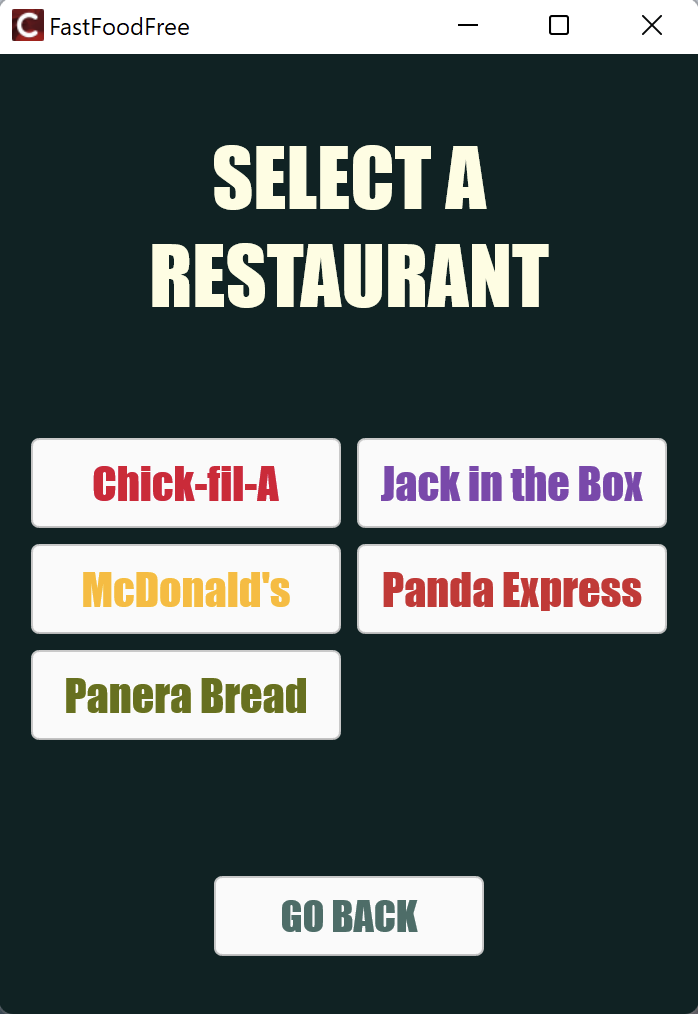 C FastFoodFree
SELECT A
RESTAURANT
Chick-fil-A
Jack in the Box
McDonald's
Panda Express
Panera Bread
GO BACK